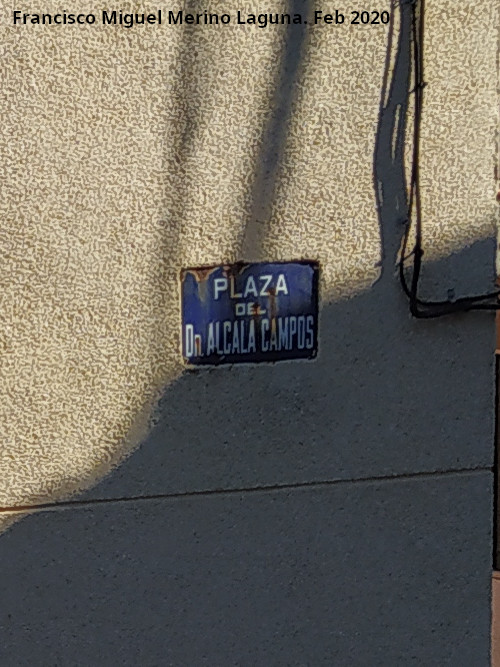 Francisco Miguel Merino Laguna. Feb 2020
PLAZA
DEL
Dn. ALCALA CAMPOS